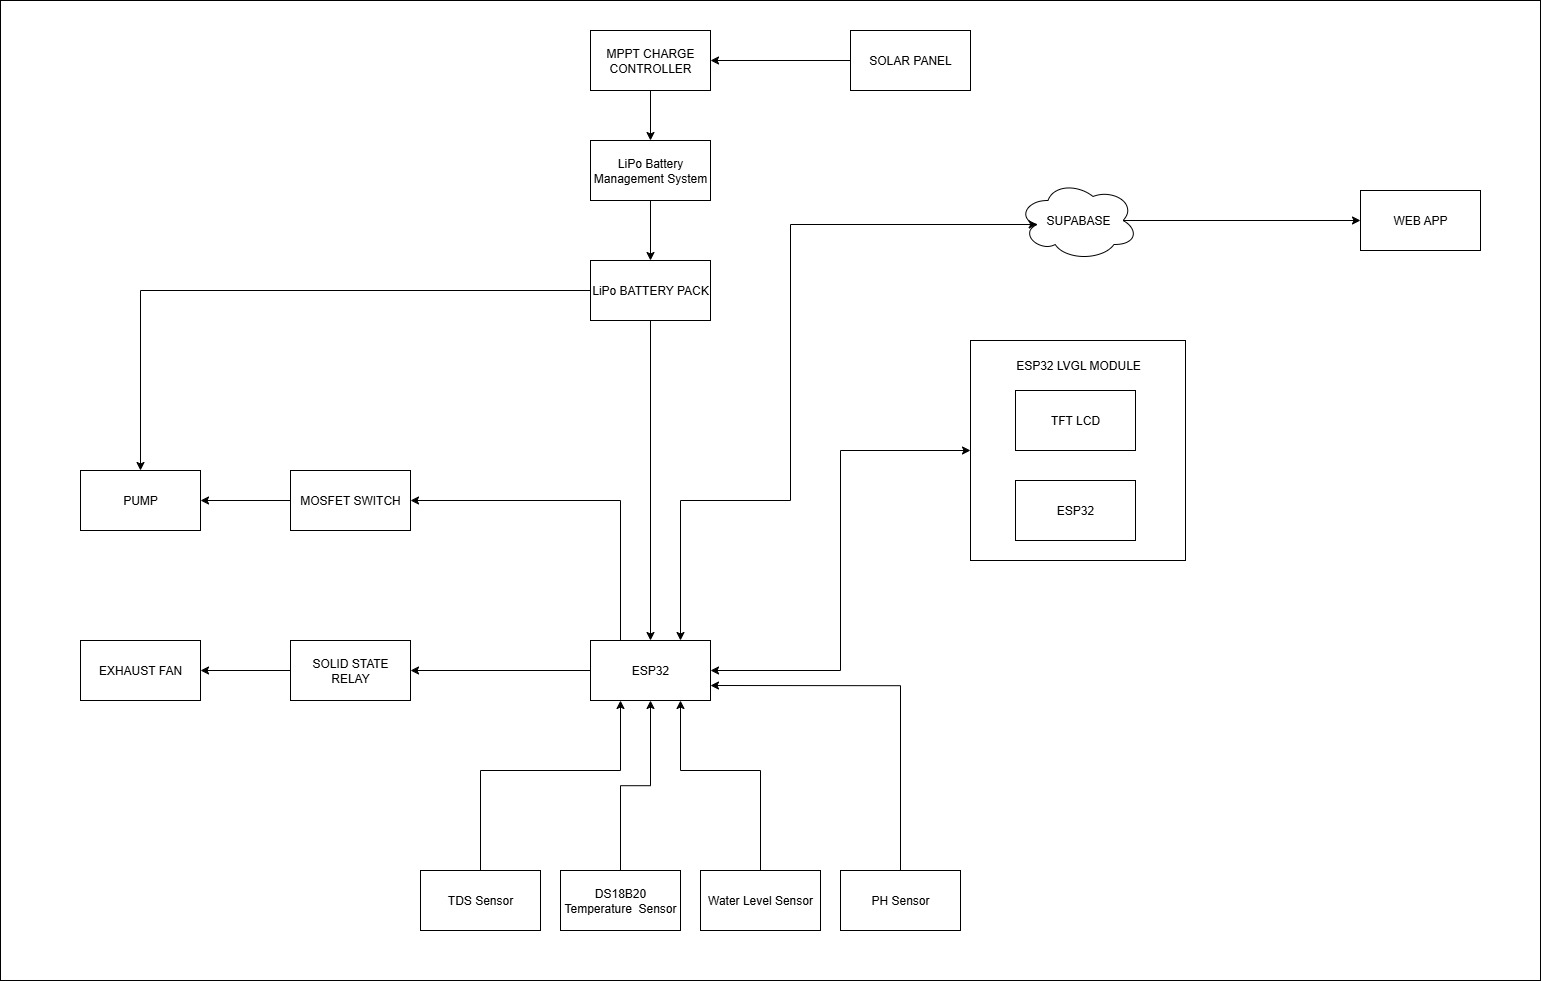 MPPT CHARGE
CONTROLLER
SOLAR PANEL
LiPo Battery
Management System
SUPABASE
WEB APP
LiPo BATTERY PACK
ESP32 LVGL MODULE
TFT LCD
ESP32
PUMP
MOSFET SWITCH
EXHAUST FAN
SOLID STATE
RELAY
ESP32
TDS Sensor
DS18B20
Temperature  Sensor
Water Level Sensor
PH Sensor